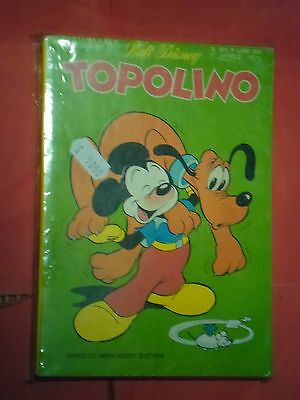 Walt Disney
TOPOLINO
ARNOLDO MONDADORI EDITORE